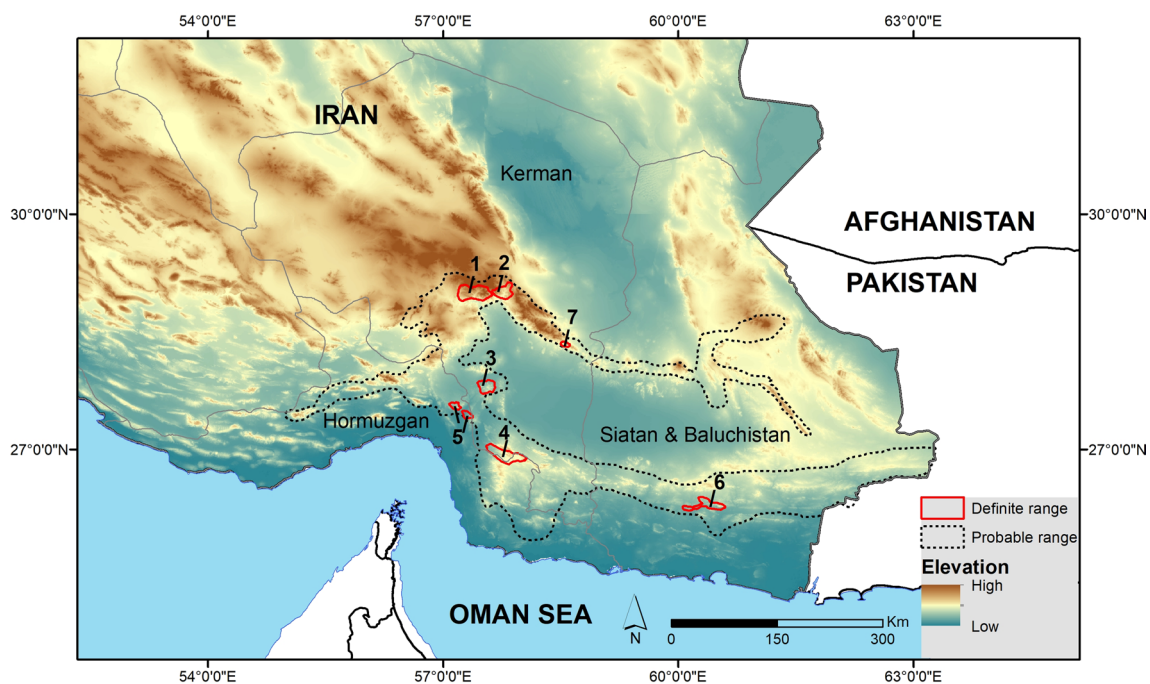 54°0'0"E 57°0'0"E 60°0'0"E 63°0'0"E
IRAN
Kerman
30°0'0"N
30°0'0"N
AFGHANISTAN
PAKISTAN
1
2
7
3
Hormuzgan
5
4
Siatan & Baluchistan
27°0'0"N
27°0'0"N
6
Definite range
Probable range
Elevation
High
Low
OMAN SEA
N
Km
0 150 300
54°0'0"E 57°0'0"E 60°0'0"E 63°0'0"E